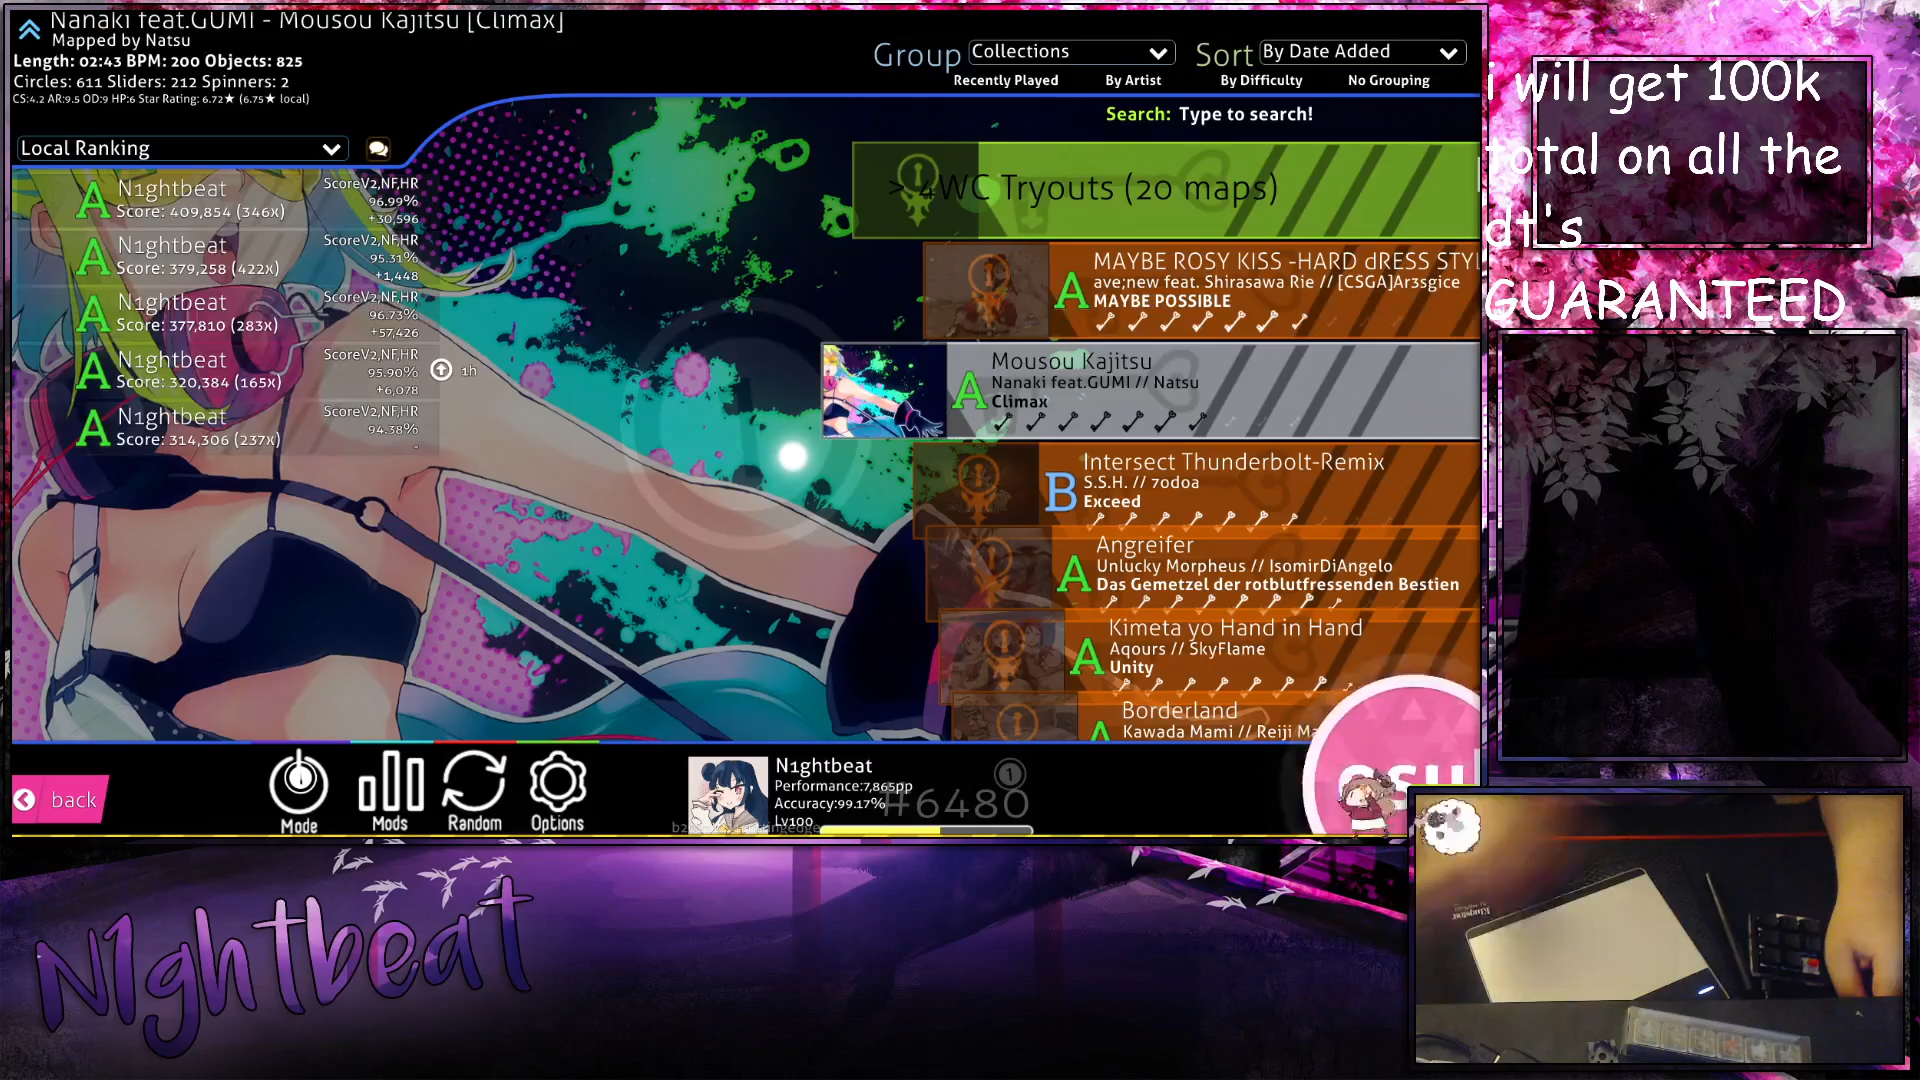 Nanaki feat.GUMI - Mousou Kajitsu [Climax]
Mapped by Natsu
Length: 02:43 BPM: 200 Objects: 825
Circles: 611 Sliders: 212 Spinners: 2
CS:4.2 AR:9.5 OD:9 HP:6 Star Rating: 6.72★ (6.75★ local)
Group Collections
Sort By Date Added
Recently Played By Artist By Difficulty No Grouping
Search: Type to search!
Local Ranking
A N1ghtbeat
Score: 409,854 (346x)
ScoreV2,NF,HR
96.99%
+30,596
A N1ghtbeat
Score: 379,258 (422x)
ScoreV2,NF,HR
95.31%
+1,448
A N1ghtbeat
Score: 377,810 (283x)
ScoreV2,NF,HR
96.73%
+57,426
A N1ghtbeat
Score: 320,384 (165x)
ScoreV2,NF,HR
95.90%
+6,078
1h
A N1ghtbeat
Score: 314,306 (237x)
ScoreV2,NF,HR
94.38%
-
> 4WC Tryouts (20 maps)
A MAYBE ROSY KISS -HARD dRESS STYL
ave;new feat. Shirasawa Rie // [CSGA]Ar3sgice
MAYBE POSSIBLE
A Mousou Kajitsu
Nanaki feat.GUMI // Natsu
Climax
B Intersect Thunderbolt-Remix
S.S.H. // 7odoa
Exceed
A Angreifer
Unlucky Morpheus // IsomirDiAngelo
Das Gemetzel der rotblutfressenden Bestien
A Kimeta yo Hand in Hand
Aqours // SkyFlame
Unity
A Borderland
Kawada Mami // Reiji Ma
back
Mode
Mods
Random
Options
N1ghtbeat
Performance:7,865pp
Accuracy:99.17%
Lv100
#6480
osu
i will get 100k
total on all the
dt's
GUARANTEED
N1ghtbeat
Kingston